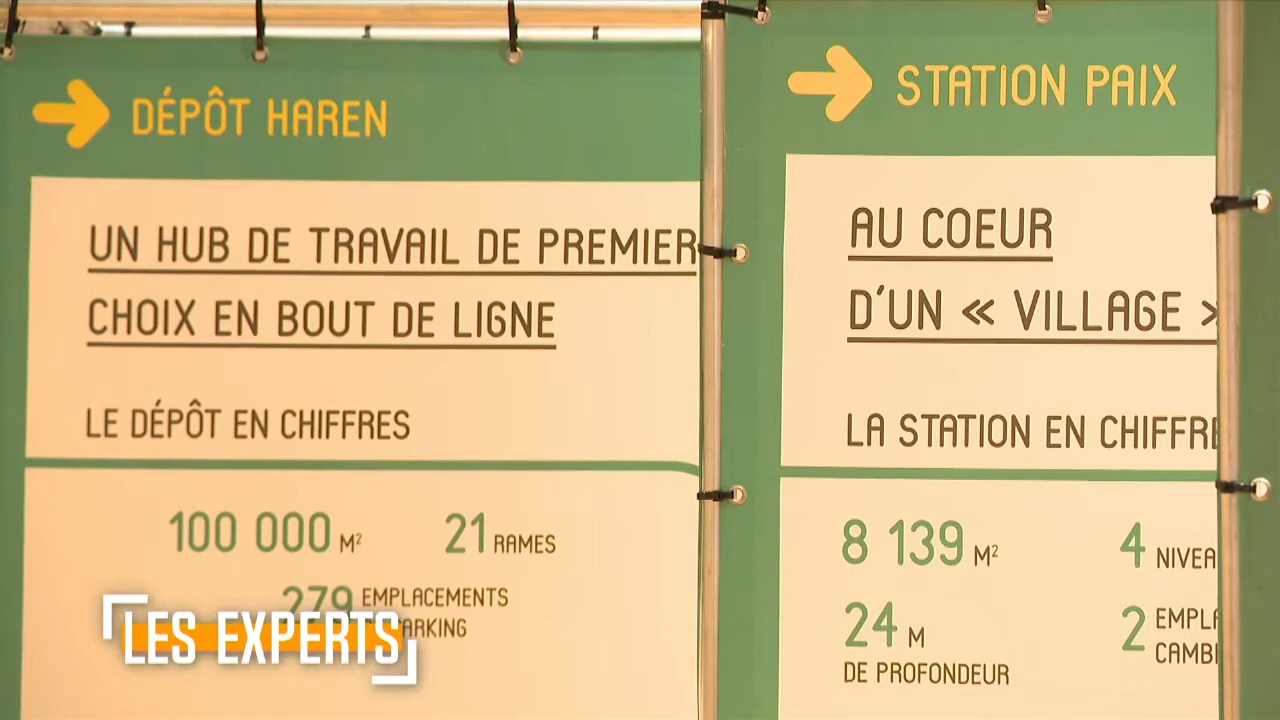 DÉPÔT HAREN
UN HUB DE TRAVAIL DE PREMIER
CHOIX EN BOUT DE LIGNE
LE DÉPÔT EN CHIFFRES
100 000 M²
21 RAMES
279 EMPLACEMENTS
LES EXPERTS
STATION PAIX
AU COEUR
D'UN « VILLAGE »
LA STATION EN CHIFFRE
8 139 M²
4 NIVEA
24 M
DE PROFONDEUR
2 EMPLA
CAMBI